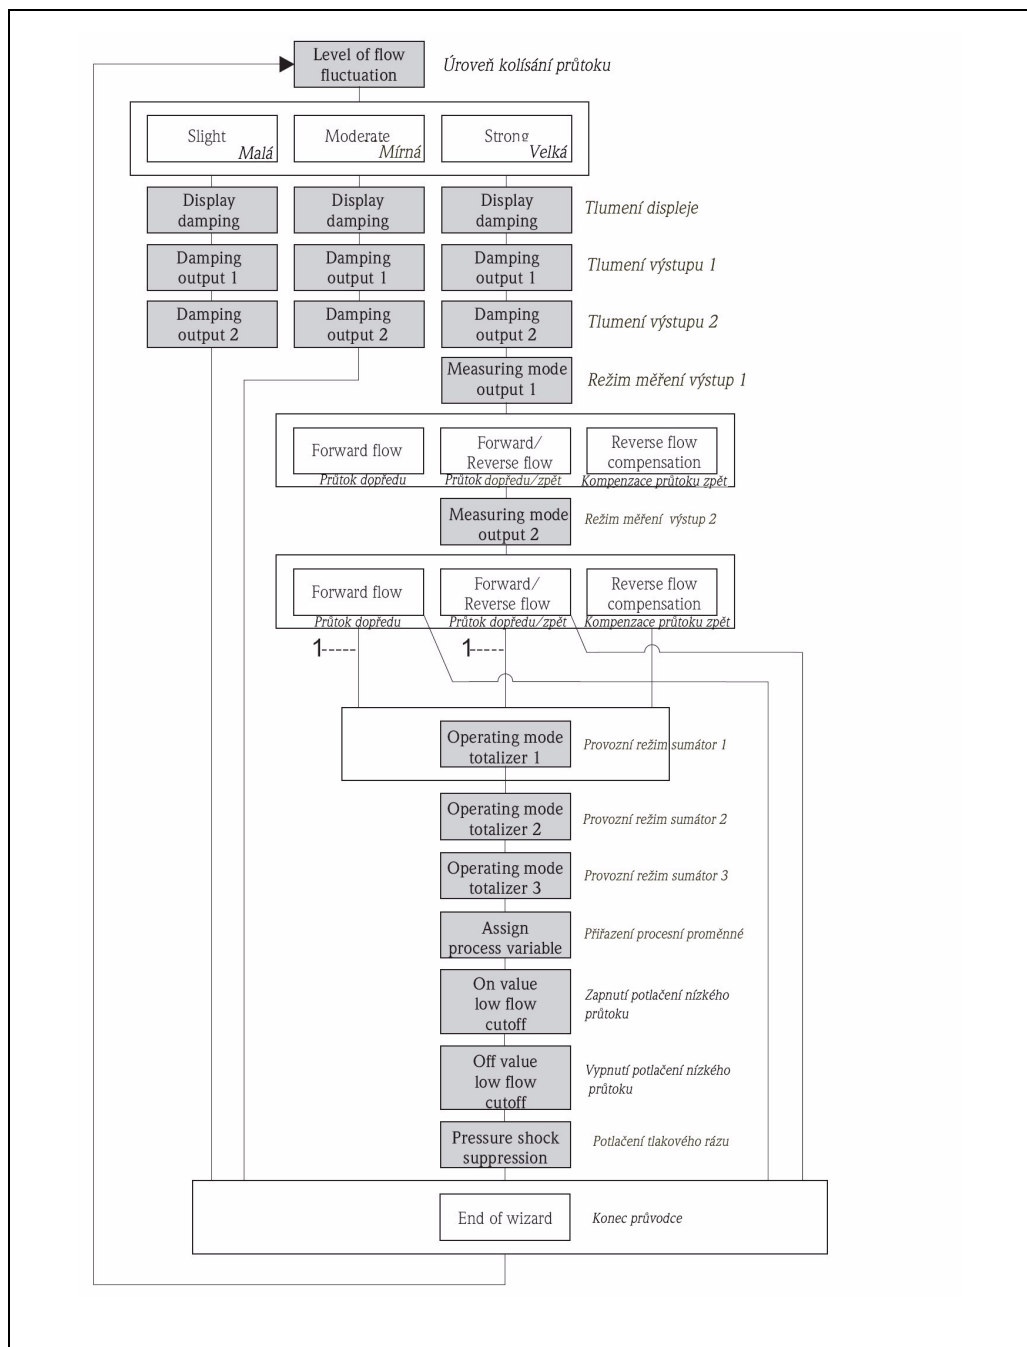 Level of flow
fluctuation
Úroveň kolísání průtoku
Slight
Malá
Moderate
Mírná
Strong
Velká
Display
damping
Display
damping
Display
damping
Tlumení displeje
Damping
output 1
Damping
output 1
Damping
output 1
Tlumení výstupu 1
Damping
output 2
Damping
output 2
Damping
output 2
Tlumení výstupu 2
Measuring mode
output 1
Režim měření výstup 1
Forward flow
Průtok dopředu
Forward/
Reverse flow
Průtok dopředu/zpět
Reverse flow
compensation
Kompenzace průtoku zpět
Measuring mode
output 2
Režim měření výstup 2
Forward flow
Průtok dopředu
Forward/
Reverse flow
Průtok dopředu/zpět
Reverse flow
compensation
Kompenzace průtoku zpět
1-----
1-----
Operating mode
totalizer 1
Provozní režim sumátor 1
Operating mode
totalizer 2
Provozní režim sumátor 2
Operating mode
totalizer 3
Provozní režim sumátor 3
Assign
process variable
Přiřazení procesní proměnné
On value
low flow
cutoff
Zapnutí potlačení nízkého
průtoku
Off value
low flow
cutoff
Vypnutí potlačení nízkého
průtoku
Pressure shock
suppression
Potlačení tlakového rázu
End of wizard
Konec průvodce